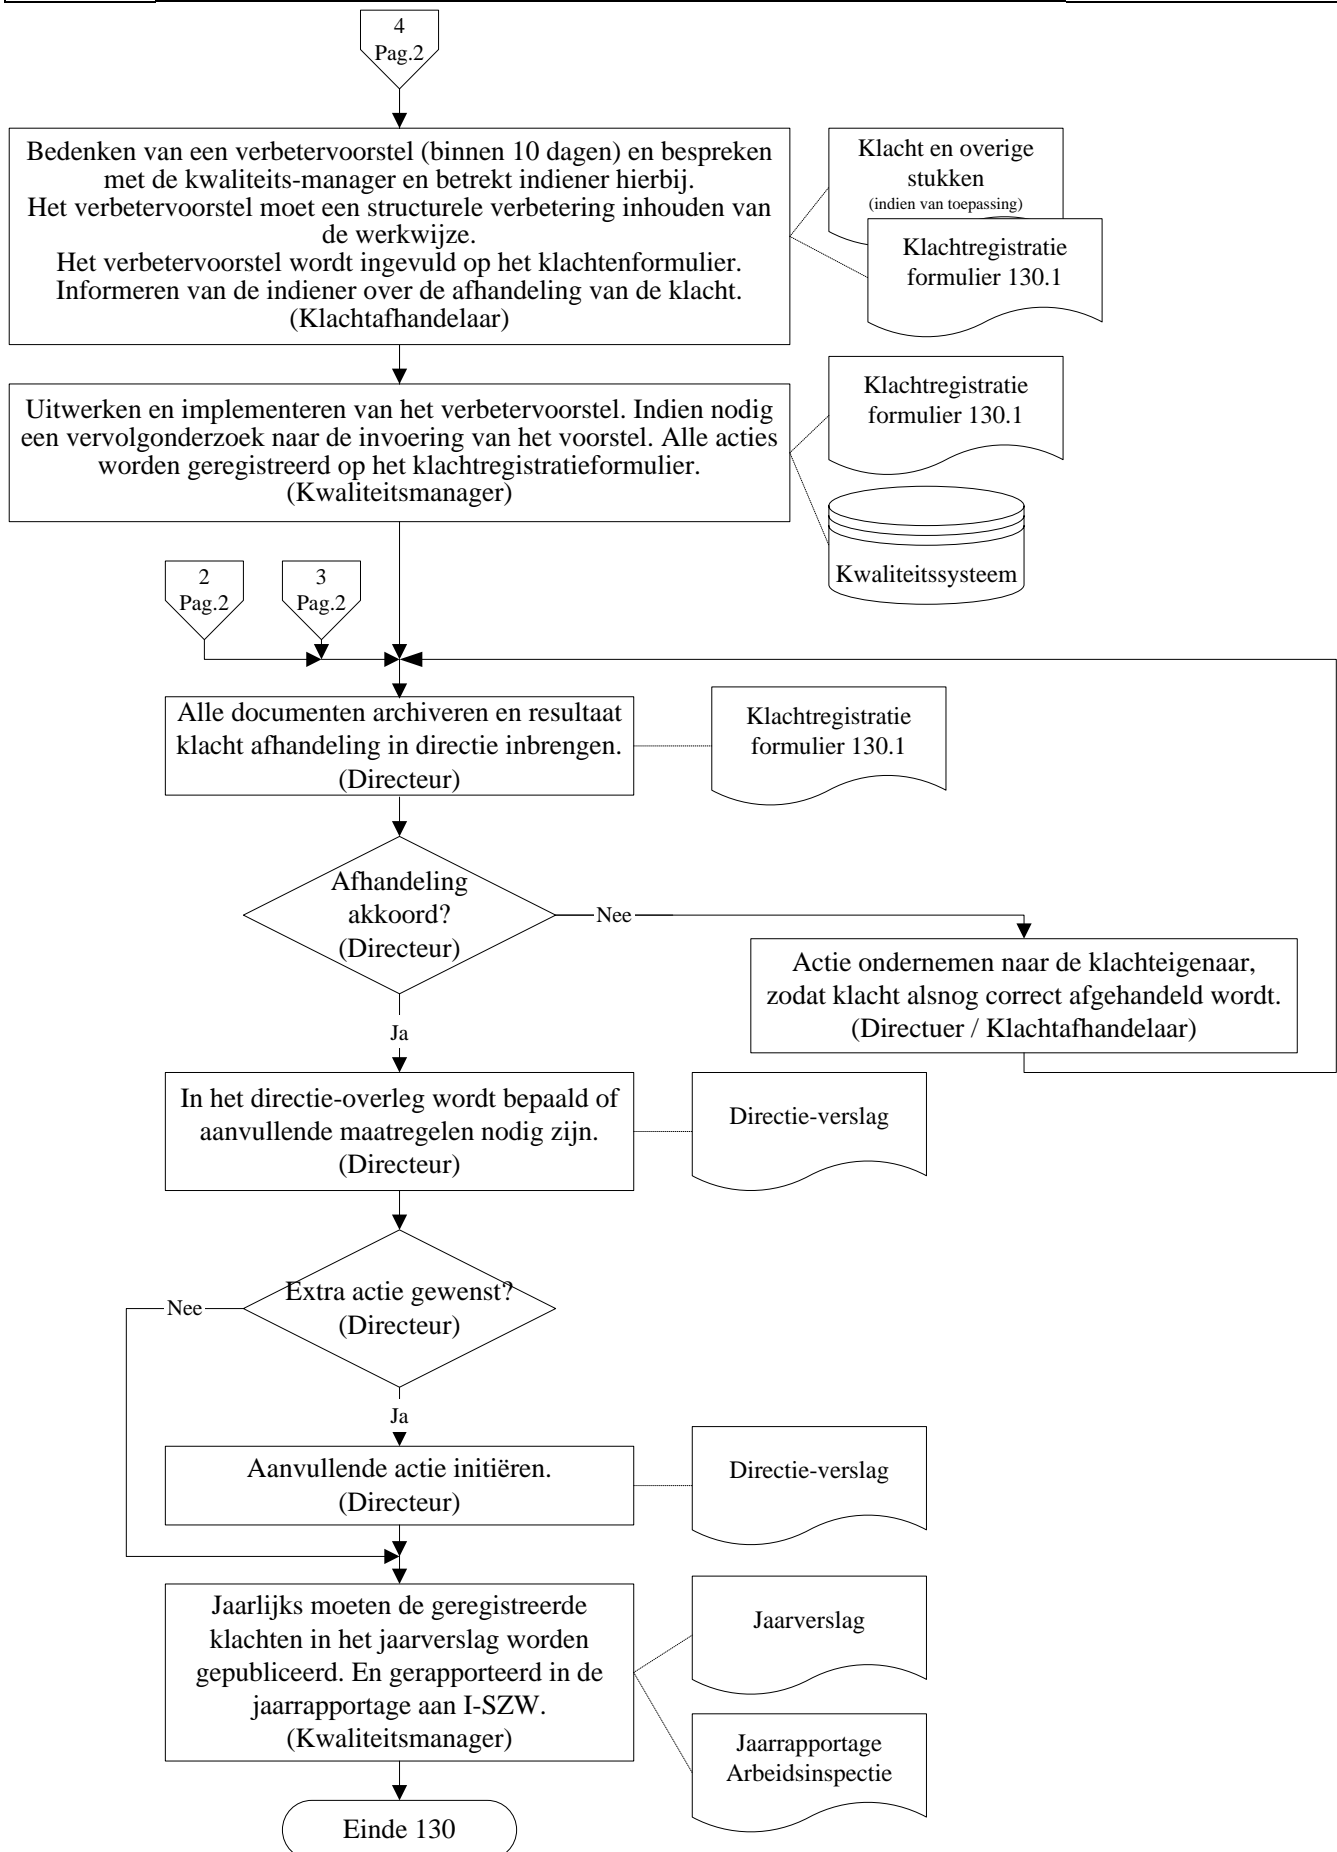 4
Pag.2
Bedenken van een verbetervoorstel (binnen 10 dagen) en bespreken
met de kwaliteits-manager en betrekt indiener hierbij.
Het verbetervoorstel moet een structurele verbetering inhouden van
de werkwijze.
Het verbetervoorstel wordt ingevuld op het klachtenformulier.
Informeren van de indiener over de afhandeling van de klacht.
(Klachtafhandelaar)
Klacht en overige
stukken
(indien van toepassing)
Klachtregistratie
formulier 130.1
Uitwerken en implementeren van het verbetervoorstel. Indien nodig
een vervolgonderzoek naar de invoering van het voorstel. Alle acties
worden geregistreerd op het klachtregistratieformulier.
(Kwaliteitsmanager)
Klachtregistratie
formulier 130.1
Kwaliteitssysteem
2
Pag.2
3
Pag.2
Alle documenten archiveren en resultaat
klacht afhandeling in directie inbrengen.
(Directeur)
Klachtregistratie
formulier 130.1
Afhandeling
akkoord?
(Directeur)
Nee
Actie ondernemen naar de klachteigenaar,
zodat klacht alsnog correct afgehandeld wordt.
(Directuer / Klachtafhandelaar)
Ja
In het directie-overleg wordt bepaald of
aanvullende maatregelen nodig zijn.
(Directeur)
Directie-verslag
Extra actie gewenst?
(Directeur)
Nee
Ja
Aanvullende actie initiëren.
(Directeur)
Directie-verslag
Jaarlijks moeten de geregistreerde
klachten in het jaarverslag worden
gepubliceerd. En gerapporteerd in de
jaarrapportage aan I-SZW.
(Kwaliteitsmanager)
Jaarverslag
Jaarrapportage
Arbeidsinspectie
Einde 130